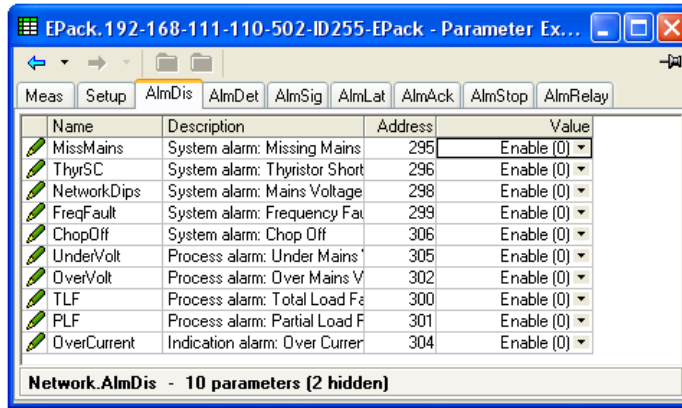 EPack.192-168-111-110-502-ID255-EPack - Parameter Ex...
Meas Setup AlmDis AlmDet AlmSig AlmLat AlmAck AlmStop AlmRelay
Name Description Address Value
MissMains System alarm: Missing Mains 295 Enable (0)
ThyrSC System alarm: Thyristor Short 296 Enable (0)
NetworkDips System alarm: Mains Voltage 298 Enable (0)
FreqFault System alarm: Frequency Fau 299 Enable (0)
ChopOff System alarm: Chop Off 306 Enable (0)
UnderVolt Process alarm: Under Mains 305 Enable (0)
OverVolt Process alarm: Over Mains V 302 Enable (0)
TLF Process alarm: Total Load Fa 300 Enable (0)
PLF Process alarm: Partial Load F 301 Enable (0)
OverCurrent Indication alarm: Over Curren 304 Enable (0)
Network.AlmDis - 10 parameters (2 hidden)